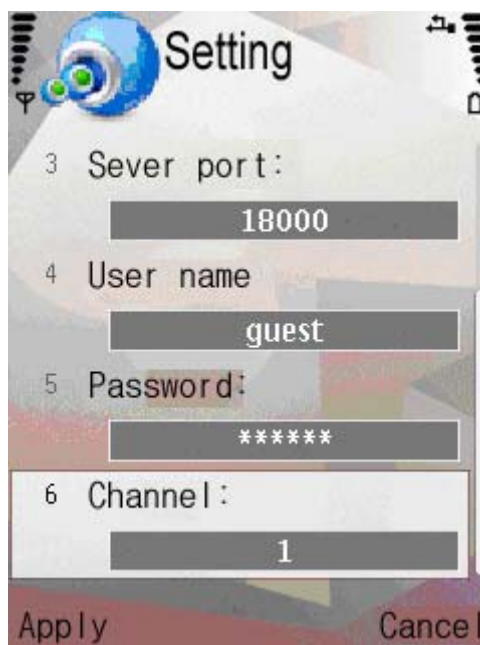 Setting
3 Sever port:
18000
4 User name
guest
5 Password:
******
6 Channel:
1
Apply Cancel